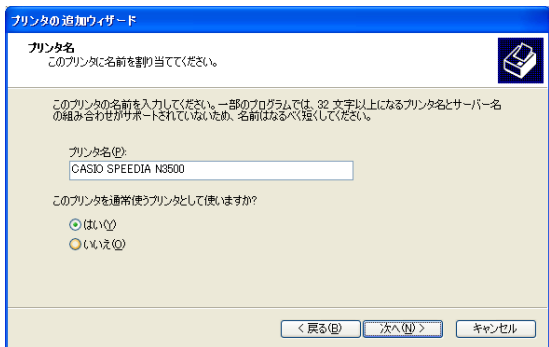 プリンタの追加ウィザード
プリンタ名
このプリンタに名前を割り当ててください。
このプリンタの名前を入力してください。一部のプログラムでは、32 文字以上になるプリンタ名とサーバー名
の組み合わせがサポートされていないため、名前はなるべく短くしてください。
プリンタ名(P):
CASIO SPEEDIA N3500
このプリンタを通常使うプリンタとして使いますか?
はい(Y)
いいえ(O)
< 戻る(B)
次へ(N) >
キャンセル